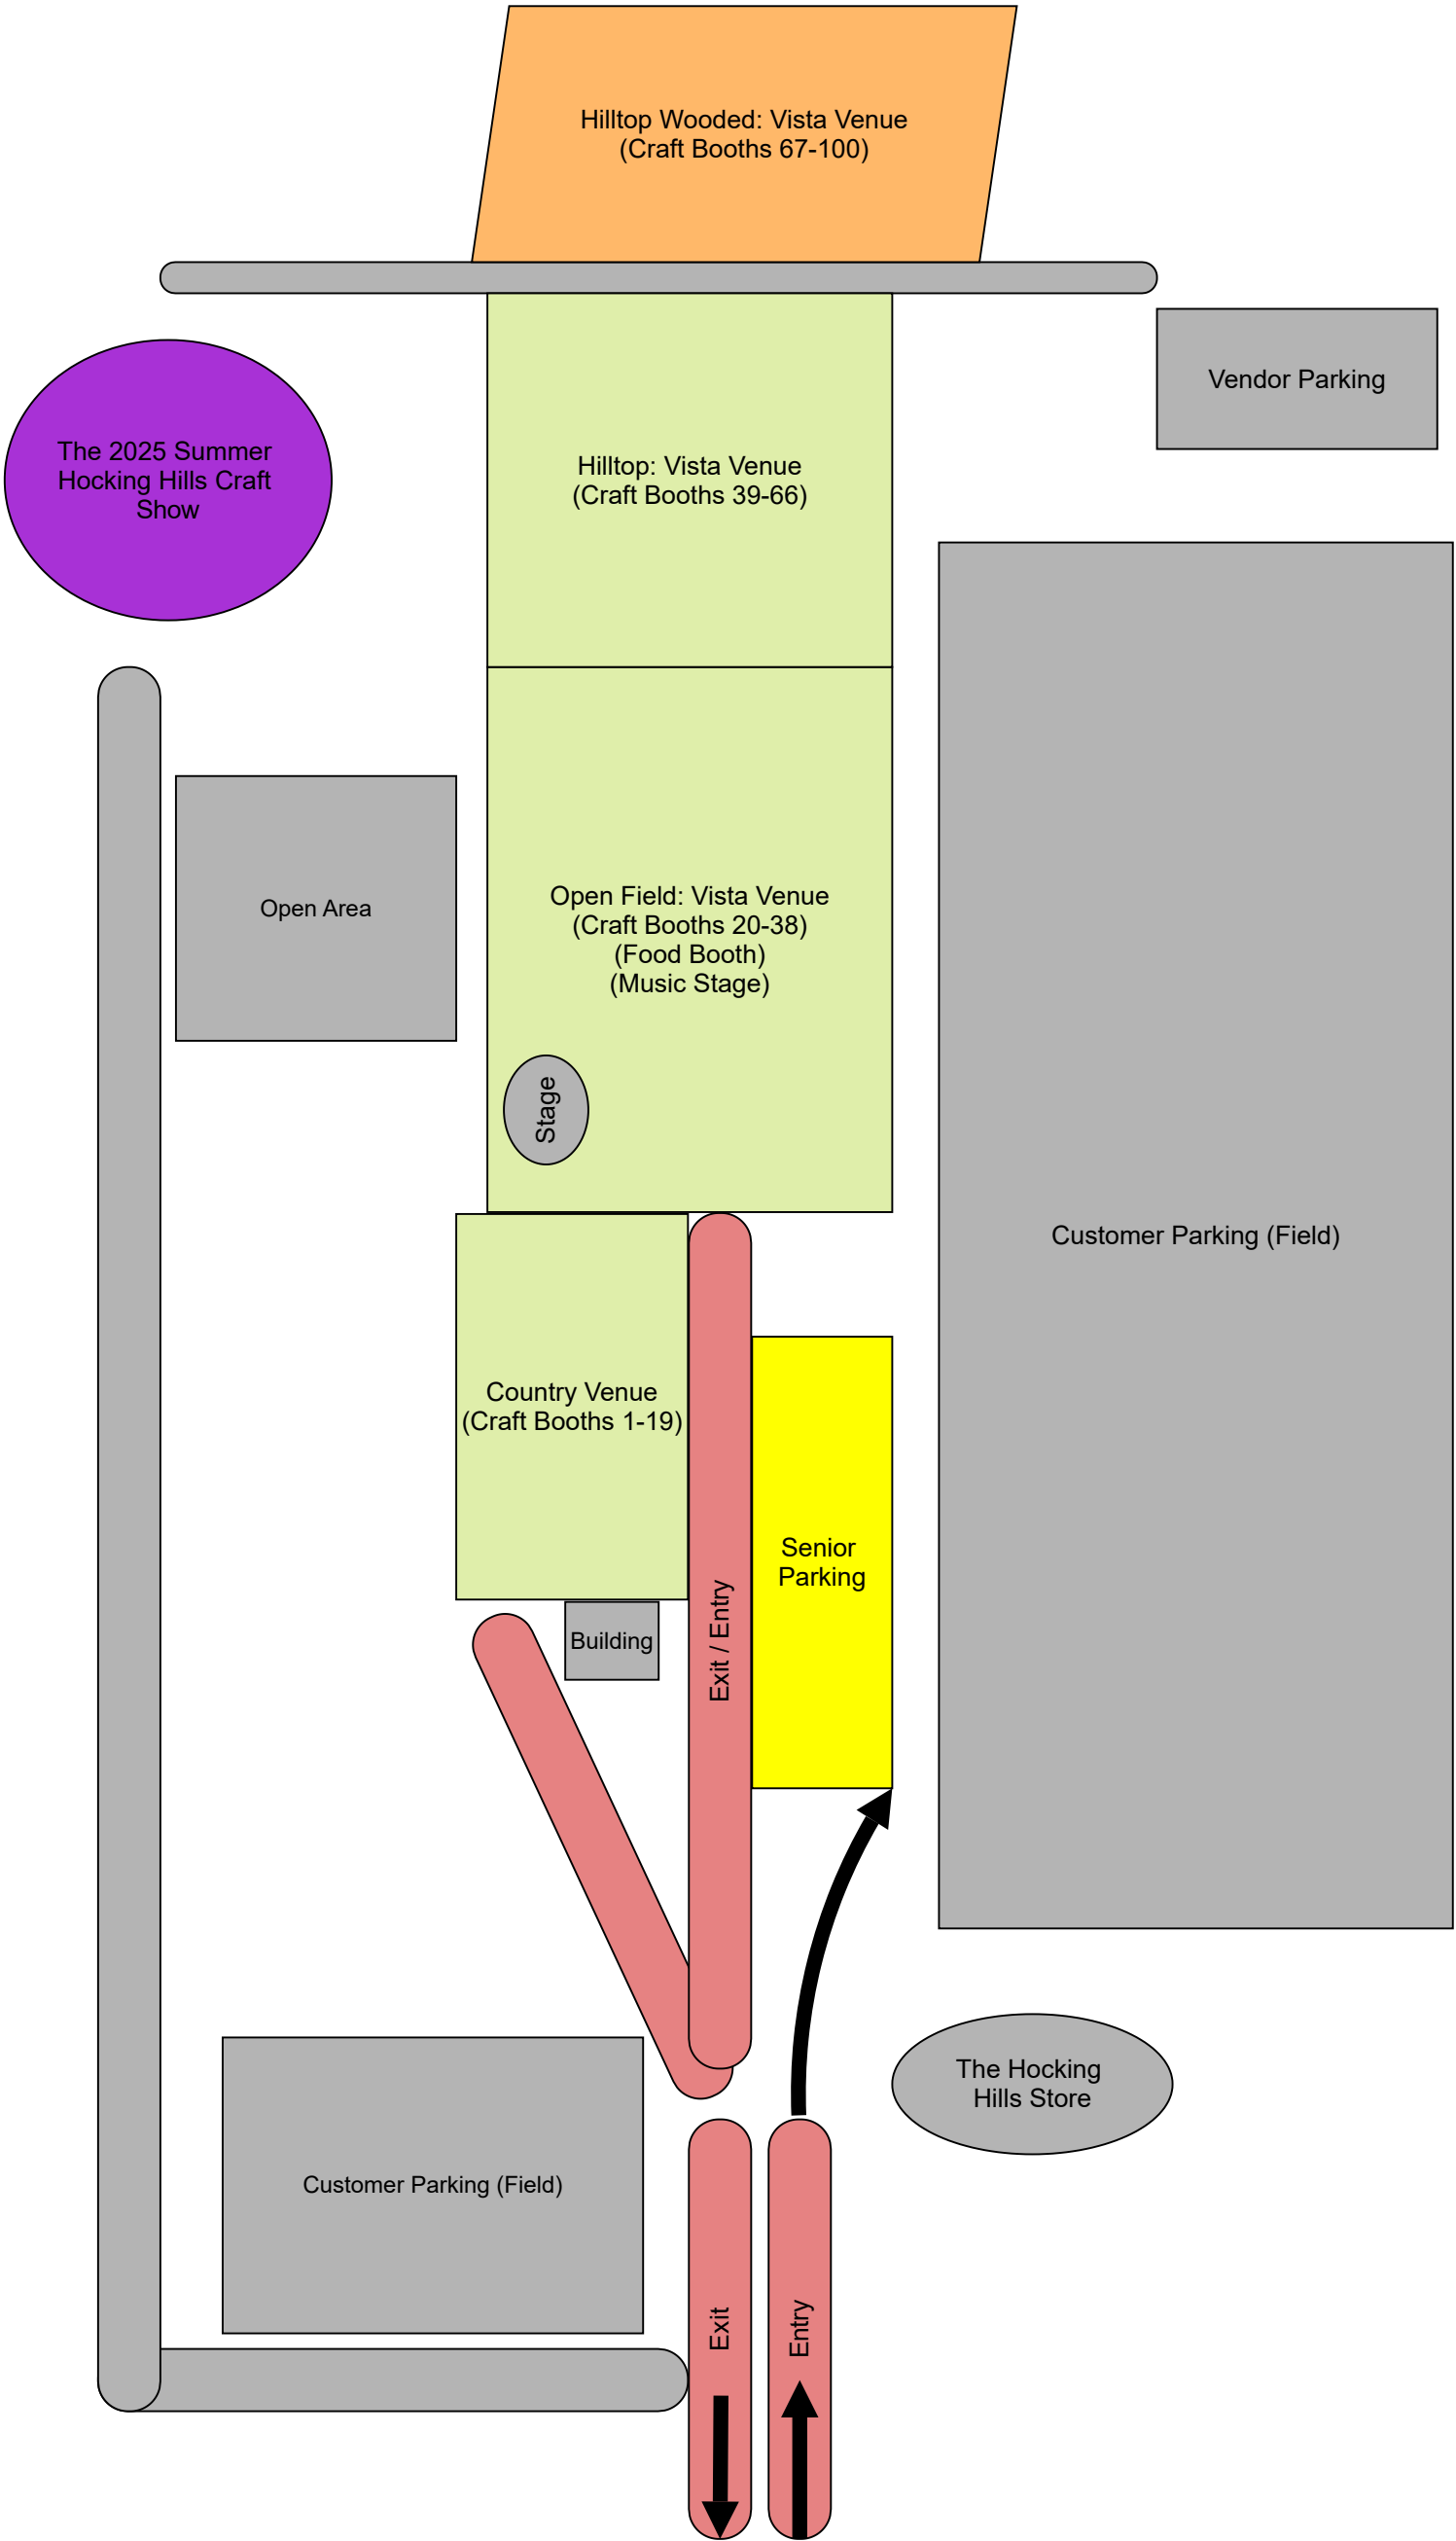 Hilltop Wooded: Vista Venue
(Craft Booths 67-100)
Vendor Parking
The 2025 Summer
Hocking Hills Craft
Show
Hilltop: Vista Venue
(Craft Booths 39-66)
Open Area
Open Field: Vista Venue
(Craft Booths 20-38)
(Food Booth)
(Music Stage)
Stage
Customer Parking (Field)
Country Venue
(Craft Booths 1-19)
Senior
Parking
Exit / Entry
Building
The Hocking
Hills Store
Customer Parking (Field)
Exit
Entry